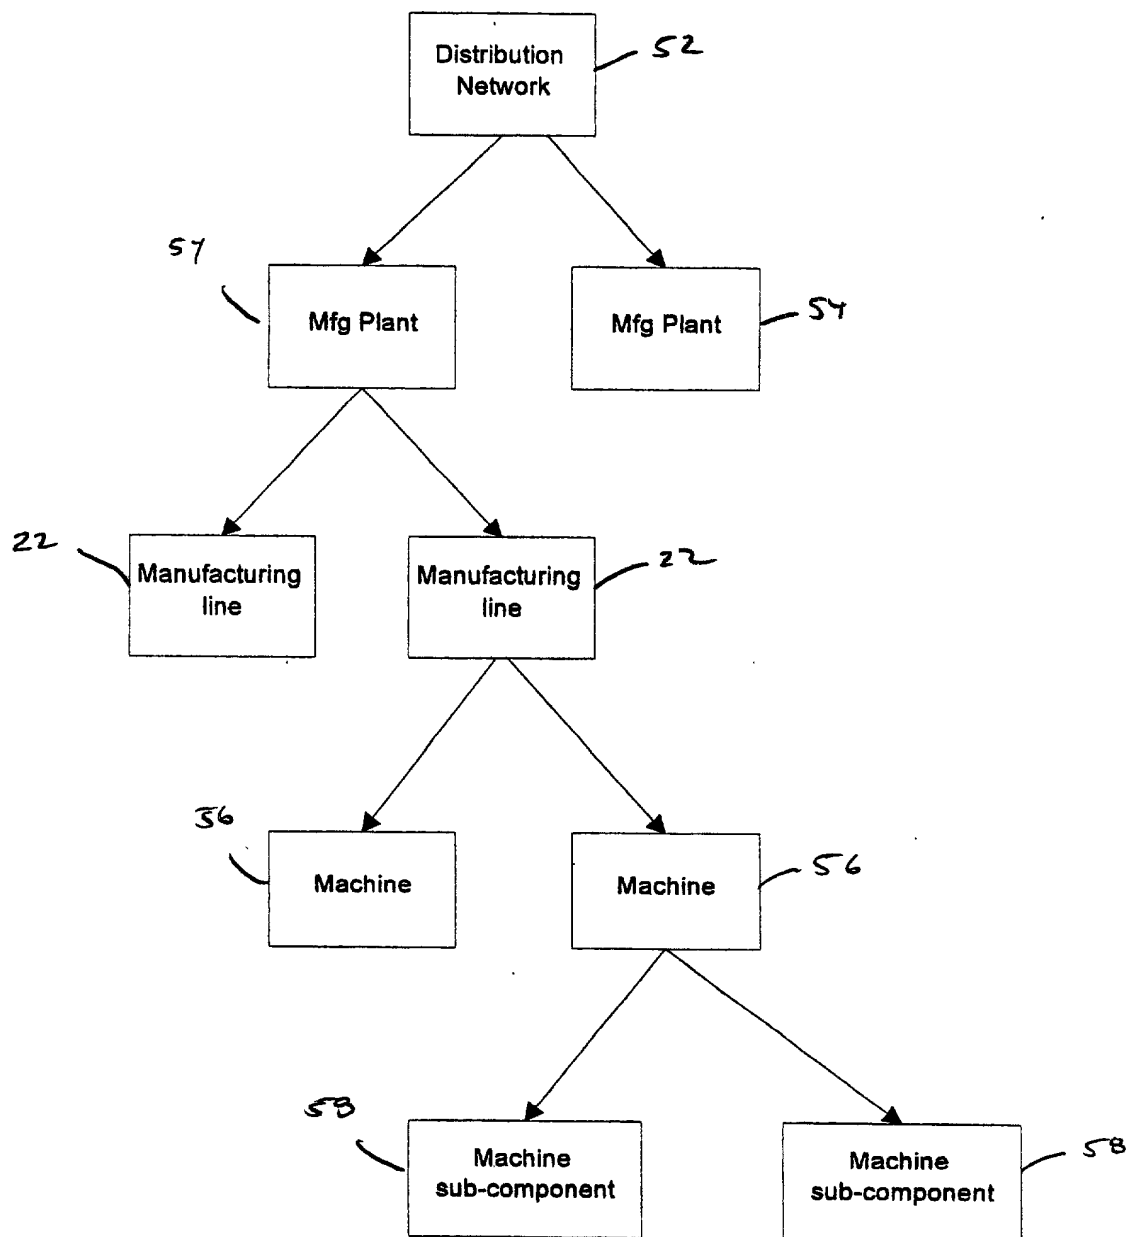 Distribution
Network
52
54
Mfg Plant
Mfg Plant
54
22
Manufacturing
line
Manufacturing
line
22
56
Machine
Machine
56
58
Machine
sub-component
Machine
sub-component
58